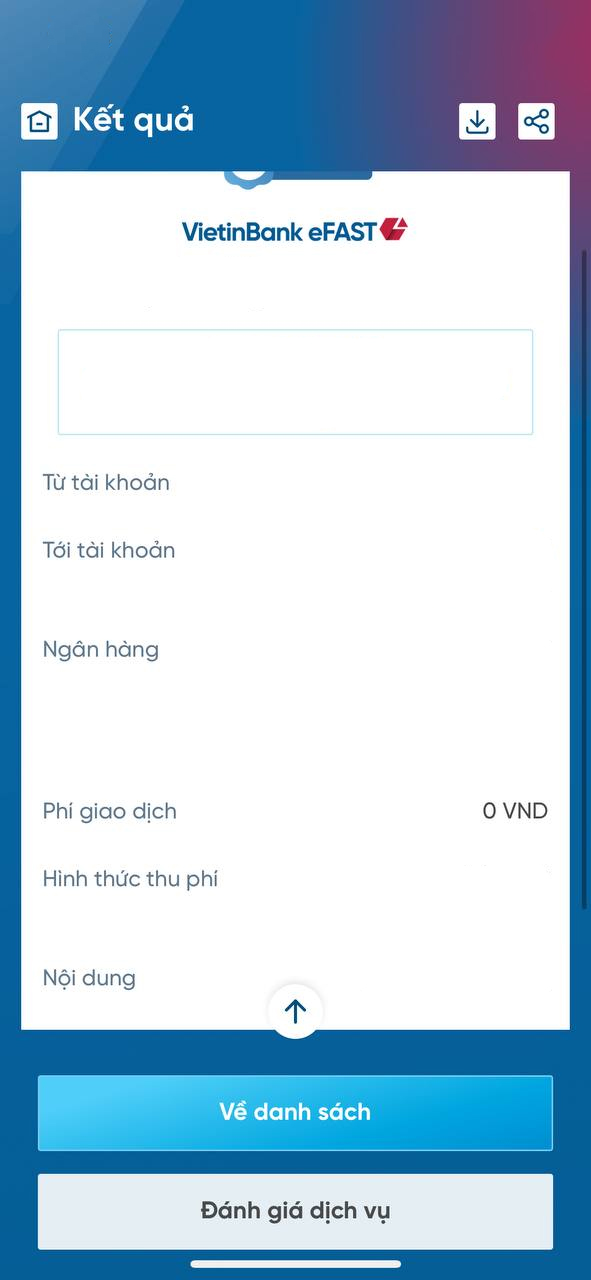 Kết quả
VietinBank eFAST
Từ tài khoản
Tới tài khoản
Ngân hàng
Phí giao dịch 0 VND
Hình thức thu phí
Nội dung
Về danh sách
Đánh giá dịch vụ